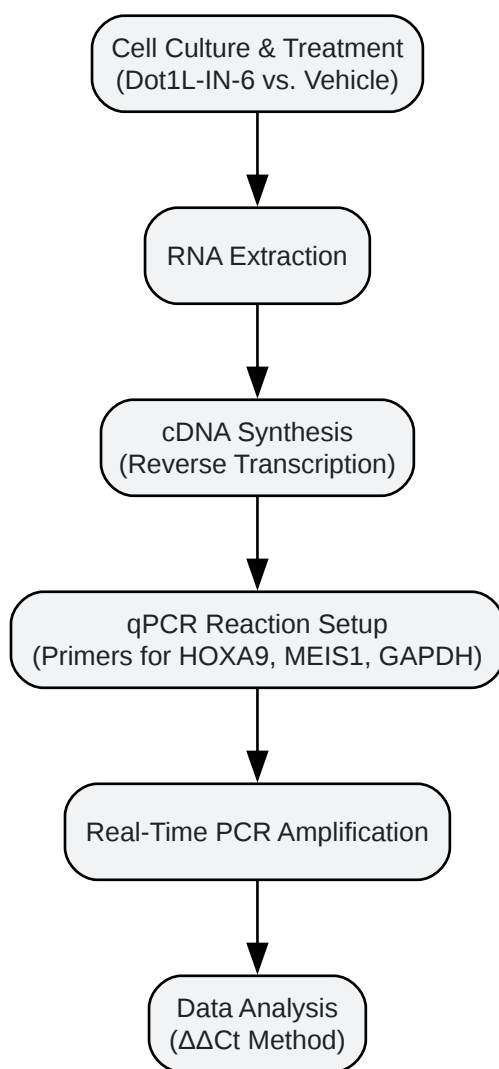 Cell Culture & Treatment
(Dot1L-IN-6 vs. Vehicle)
RNA Extraction
cDNA Synthesis
(Reverse Transcription)
qPCR Reaction Setup
(Primers for HOXA9, MEIS1, GAPDH)
Real-Time PCR Amplification
Data Analysis
(ΔΔCt Method)